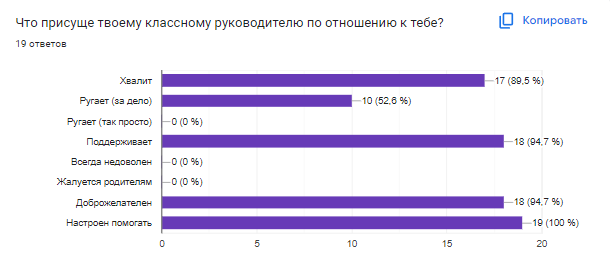 Что присуще твоему классному руководителю по отношению к тебе?
Копировать
19 ответов
Хвалит 17 (89,5 %)
Ругает (за дело) 10 (52,6 %)
Ругает (так просто) 0 (0 %)
Поддерживает 18 (94,7 %)
Всегда недоволен 0 (0 %)
Жалуется родителям 0 (0 %)
Доброжелателен 18 (94,7 %)
Настроен помогать 19 (100 %)
0 5 10 15 20